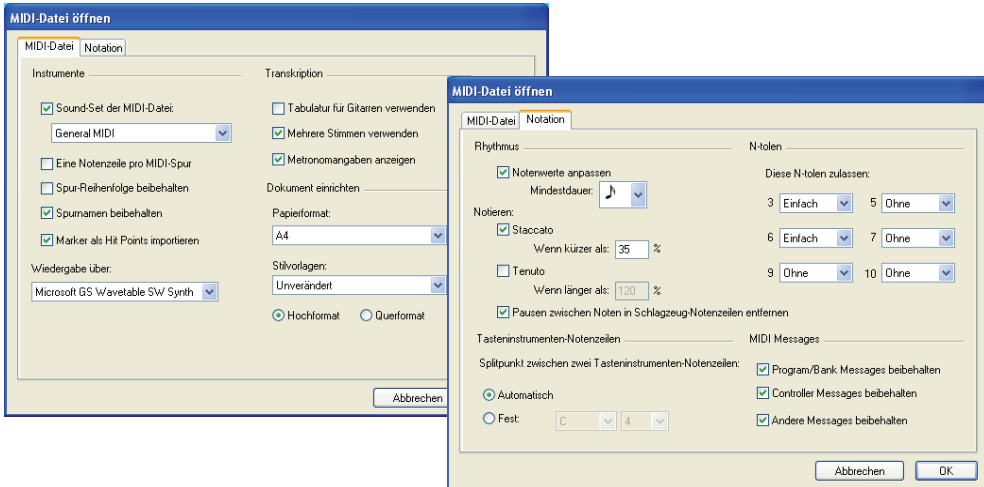 MIDI-Datei öffnen
MIDI-Datei Notation
Instrumente
Sound-Set der MIDI-Datei:
General MIDI
Eine Notenzeile pro MIDI-Spur
Spur-Reihenfolge beibehalten
Spurnamen beibehalten
Marker als Hit Points importieren
Wiedergabe über:
Microsoft GS Wavetable SW Synth
Transkription
Tabulatur für Gitarren verwenden
Mehrere Stimmen verwenden
Metronomangaben anzeigen
Dokument einrichten
Papierformat:
A4
Stilvorlagen:
Unverändert
Hochformat Querformat
Abbrechen
MIDI-Datei öffnen
MIDI-Datei Notation
Rhythmus
Notenwerte anpassen
Mindestdauer:
Notieren:
Staccato
Wenn kürzer als: 35 %
Tenuto
Wenn länger als: 120 %
Pausen zwischen Noten in Schlagzeug-Notenzeilen entfernen
N-tolen
Diese N-tolen zulassen:
3 Einfach 5 Ohne
6 Einfach 7 Ohne
9 Ohne 10 Ohne
Tasteninstrumenten-Notenzeilen
Splitpunkt zwischen zwei Tasteninstrumenten-Notenzeilen:
Automatisch
Fest: C 4
MIDI Messages
Program/Bank Messages beibehalten
Controller Messages beibehalten
Andere Messages beibehalten
Abbrechen OK